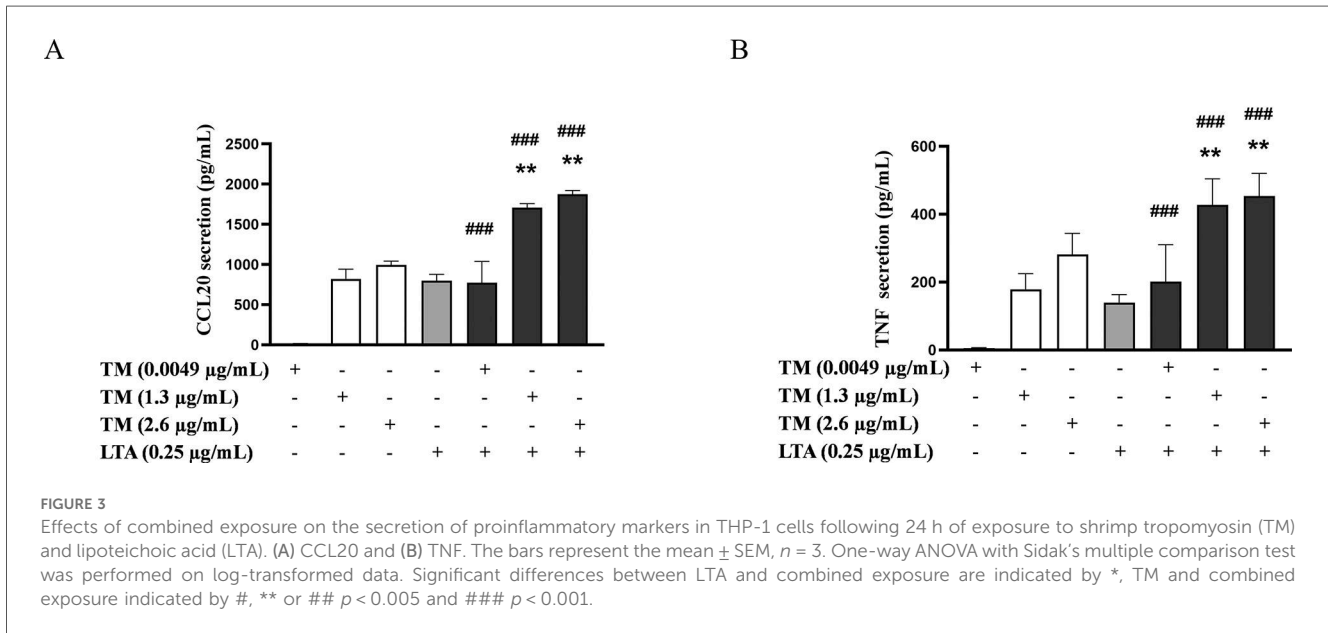 A
B
CCL20 secretion (pg/mL)
2500
2000
1500
1000
500
0
###
###
**
###
**
TM (0.0049 µg/mL) + - - - + - -
TM (1.3 µg/mL) - + - - - + -
TM (2.6 µg/mL) - - + - - - +
LTA (0.25 µg/mL) - - - + + + +
TNF secretion (pg/mL)
600
400
200
0
###
###
**
###
**
TM (0.0049 µg/mL) + - - - + - -
TM (1.3 µg/mL) - + - - - + -
TM (2.6 µg/mL) - - + - - - +
LTA (0.25 µg/mL) - - - + + + +
FIGURE 3
Effects of combined exposure on the secretion of proinflammatory markers in THP-1 cells following 24 h of exposure to shrimp tropomyosin (TM)
and lipoteichoic acid (LTA). (A) CCL20 and (B) TNF. The bars represent the mean ± SEM, n = 3. One-way ANOVA with Sidak's multiple comparison test
was performed on log-transformed data. Significant differences between LTA and combined exposure are indicated by *, TM and combined
exposure indicated by #, ** or ## p < 0.005 and ### p < 0.001.